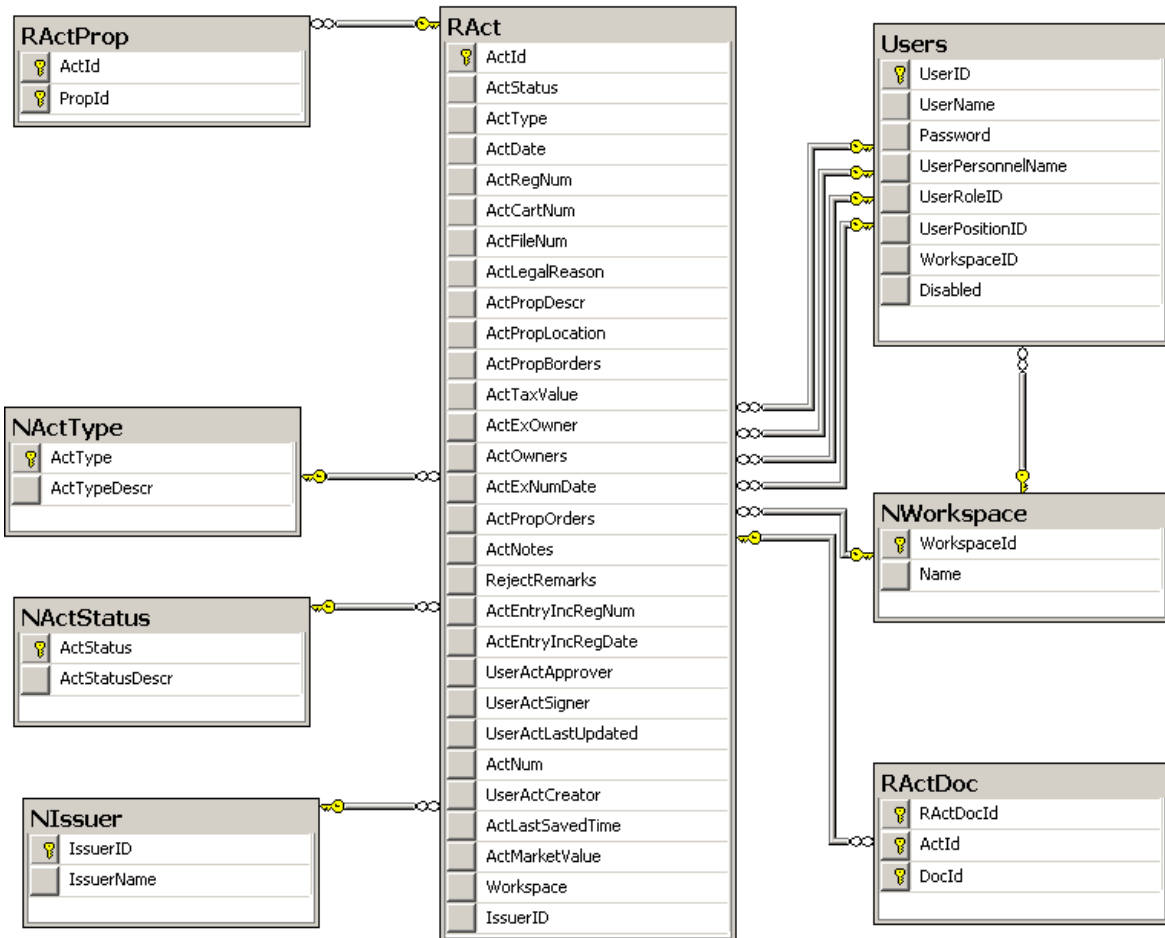 RActProp
ActId
PropId
NActType
ActType
ActTypeDescr
NActStatus
ActStatus
ActStatusDescr
NIssuer
IssuerID
IssuerName
RAct
ActId
ActStatus
ActType
ActDate
ActRegNum
ActCartNum
ActFileNum
ActLegalReason
ActPropDescr
ActPropLocation
ActPropBorders
ActTaxValue
ActExOwner
ActOwners
ActExNumDate
ActPropOrders
ActNotes
RejectRemarks
ActEntryIncRegNum
ActEntryIncRegDate
UserActApprover
UserActSigner
UserActLastUpdated
ActNum
UserActCreator
ActLastSavedTime
ActMarketValue
Workspace
IssuerID
Users
UserID
UserName
Password
UserPersonnelName
UserRoleID
UserPositionID
WorkspaceID
Disabled
NWorkspace
WorkspaceId
Name
RActDoc
RActDocId
ActId
DocId